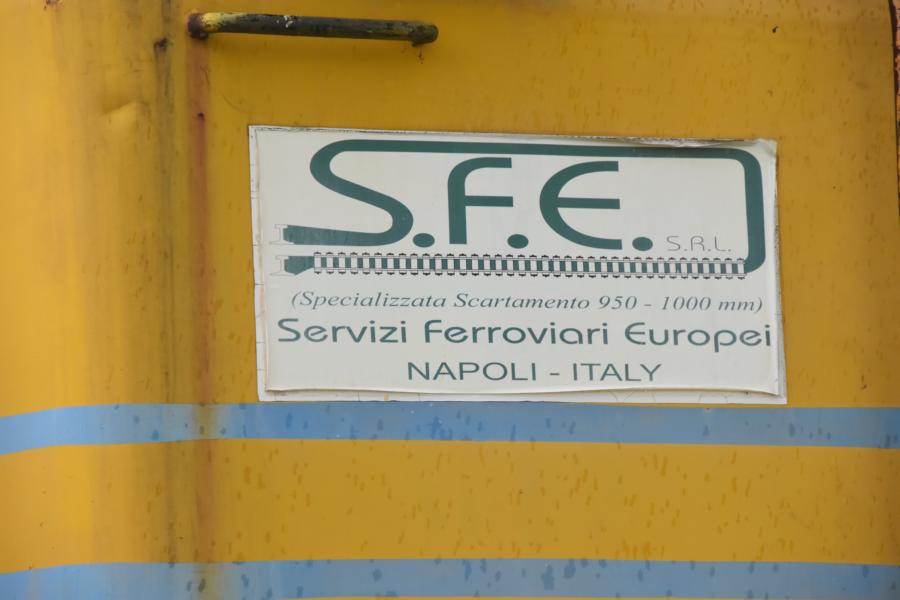 S.F.E. S.R.L.
(Specializzata Scartamento 950 - 1000 mm)
Servizi Ferroviari Europei
NAPOLI - ITALY